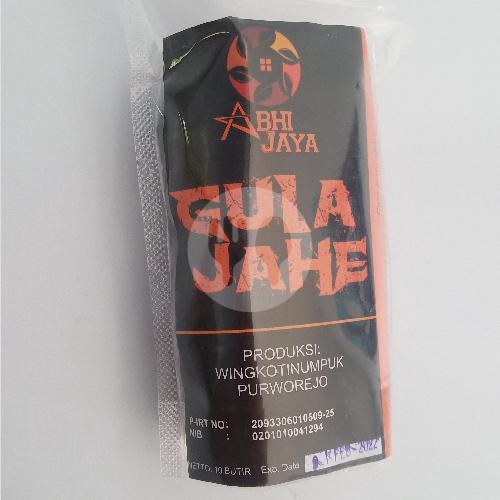 ABHI
JAYA
GULA
JAHE
PRODUKSI:
WINGKOTINUMPUK
PURWOREJO
P-IRT NO: 2093306010509-25
NIB : 0201010041294
NETTO: 10 BUTIR Exp. Date